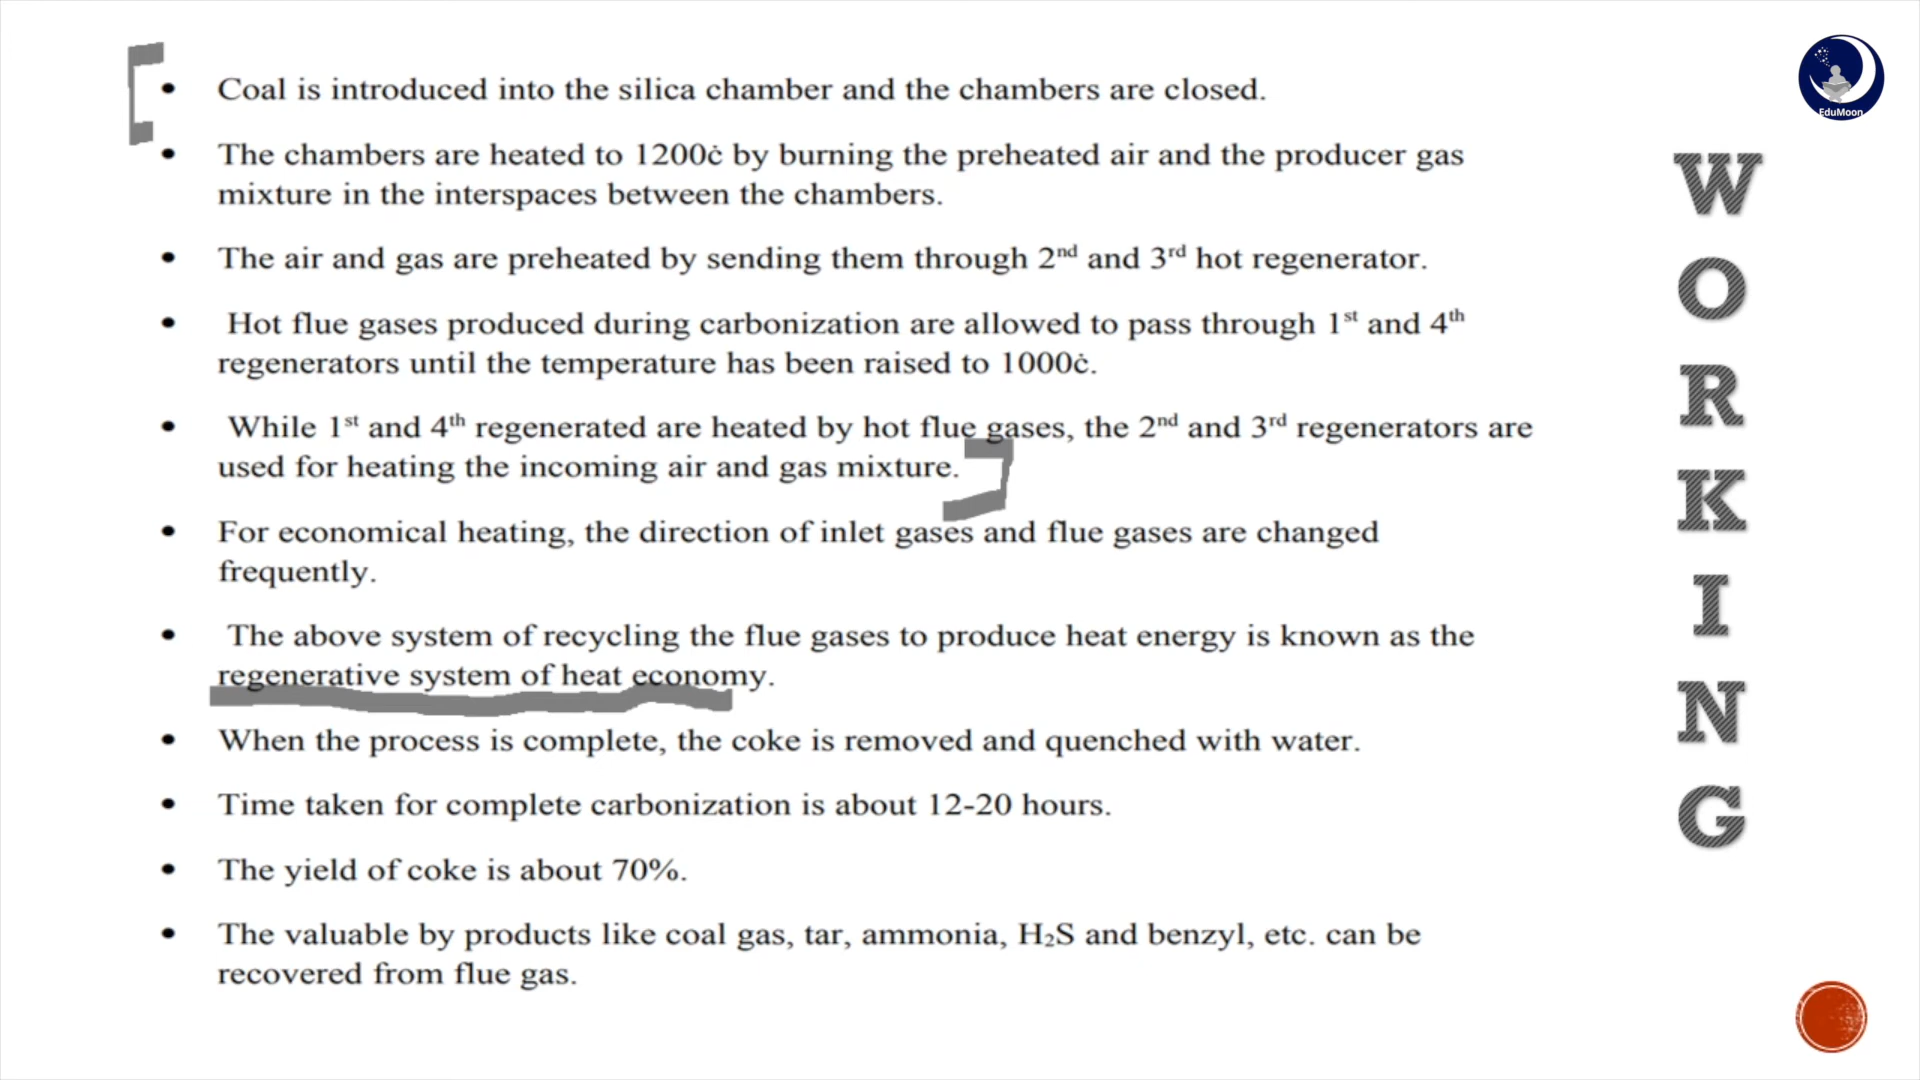 EduMoon
• Coal is introduced into the silica chamber and the chambers are closed.
• The chambers are heated to 1200ċ by burning the preheated air and the producer gas
mixture in the interspaces between the chambers.
• The air and gas are preheated by sending them through 2nd and 3rd hot regenerator.
• Hot flue gases produced during carbonization are allowed to pass through 1st and 4th
regenerators until the temperature has been raised to 1000ċ.
• While 1st and 4th regenerated are heated by hot flue gases, the 2nd and 3rd regenerators are
used for heating the incoming air and gas mixture.
• For economical heating, the direction of inlet gases and flue gases are changed
frequently.
• The above system of recycling the flue gases to produce heat energy is known as the
regenerative system of heat economy.
• When the process is complete, the coke is removed and quenched with water.
• Time taken for complete carbonization is about 12-20 hours.
• The yield of coke is about 70%.
• The valuable by products like coal gas, tar, ammonia, H₂S and benzyl, etc. can be
recovered from flue gas.
WORKING